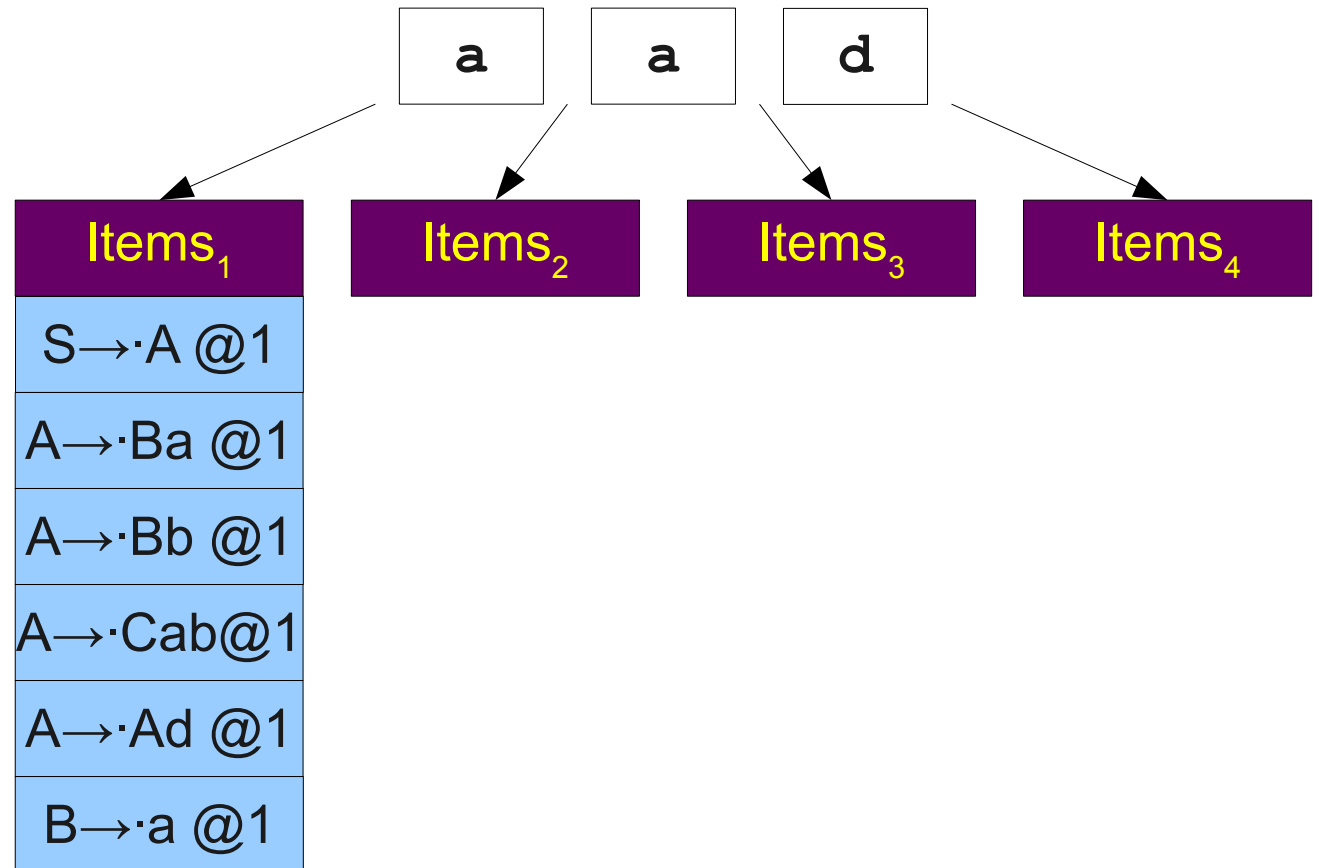 a a d
Items₁ Items₂ Items₃ Items₄
S→·A @1
A→·Ba @1
A→·Bb @1
A→·Cab@1
A→·Ad @1
B→·a @1